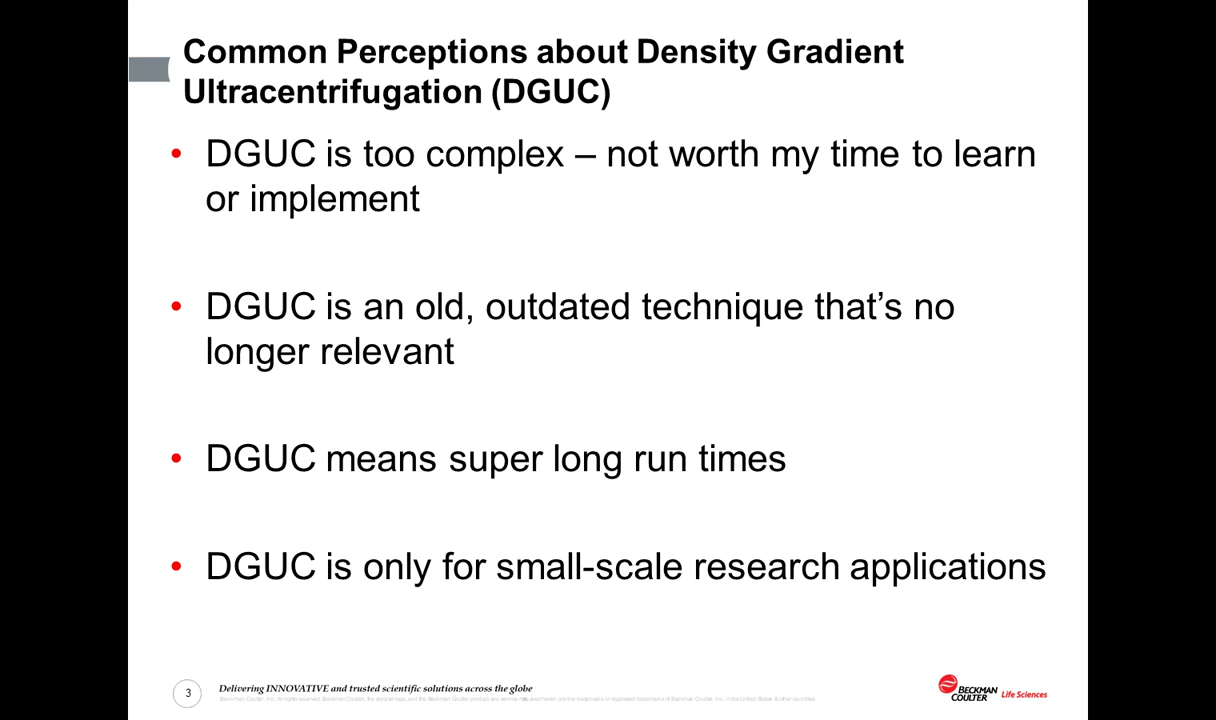 Common Perceptions about Density Gradient
Ultracentrifugation (DGUC)
• DGUC is too complex – not worth my time to learn
or implement
• DGUC is an old, outdated technique that’s no
longer relevant
• DGUC means super long run times
• DGUC is only for small-scale research applications
3
Delivering INNOVATIVE and trusted scientific solutions across the globe
BECKMAN
COULTER
Life Sciences